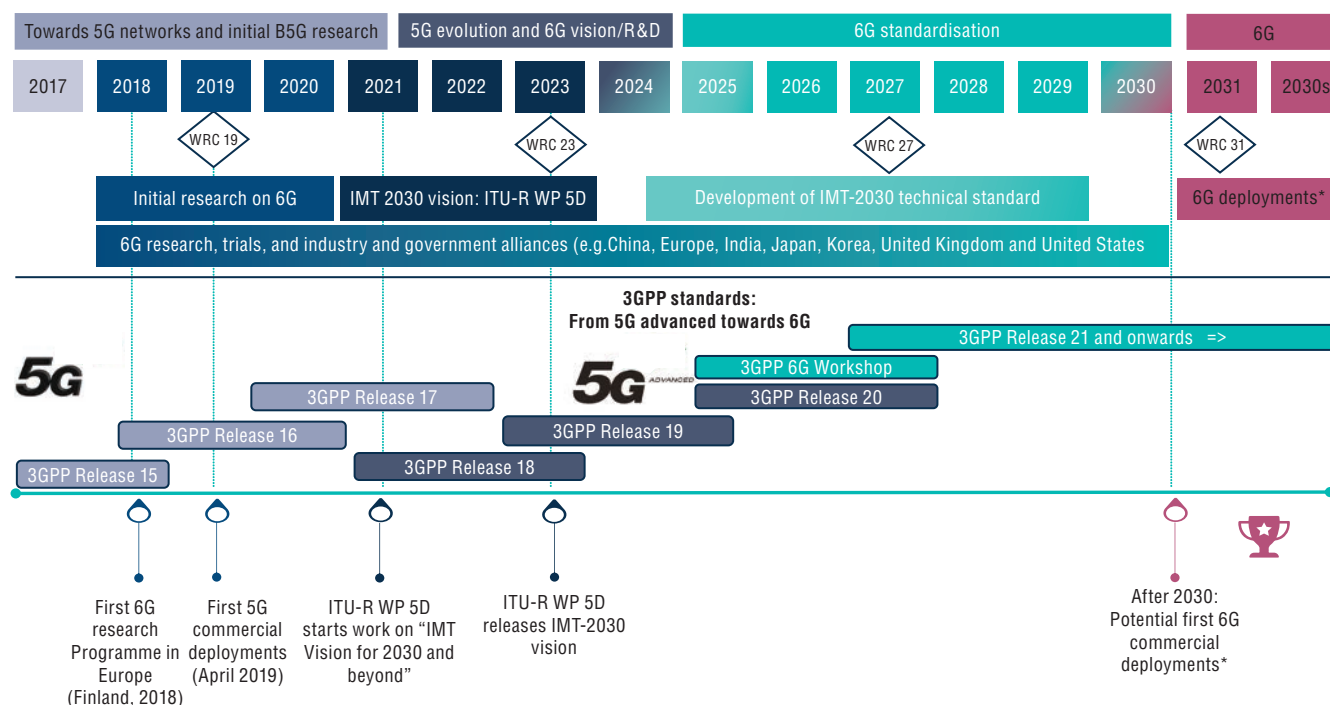 Towards 5G networks and initial B5G research
5G evolution and 6G vision/R&D
6G standardisation
6G
2017
2018
2019
2020
2021
2022
2023
2024
2025
2026
2027
2028
2029
2030
2031
2030s
WRC 19
WRC 23
WRC 27
WRC 31
Initial research on 6G
IMT 2030 vision: ITU-R WP 5D
Development of IMT-2030 technical standard
6G deployments*
6G research, trials, and industry and government alliances (e.g.China, Europe, India, Japan, Korea, United Kingdom and United States
3GPP standards:
From 5G advanced towards 6G
3GPP Release 21 and onwards =>
5G
5G ADVANCED
3GPP 6G Workshop
3GPP Release 20
3GPP Release 17
3GPP Release 16
3GPP Release 19
3GPP Release 15
3GPP Release 18
First 6G
research
Programme in
Europe
(Finland, 2018)
First 5G
commercial
deployments
(April 2019)
ITU-R WP 5D
starts work on “IMT
Vision for 2030 and
beyond”
ITU-R WP 5D
releases IMT-2030
vision
After 2030:
Potential first 6G
commercial
deployments*